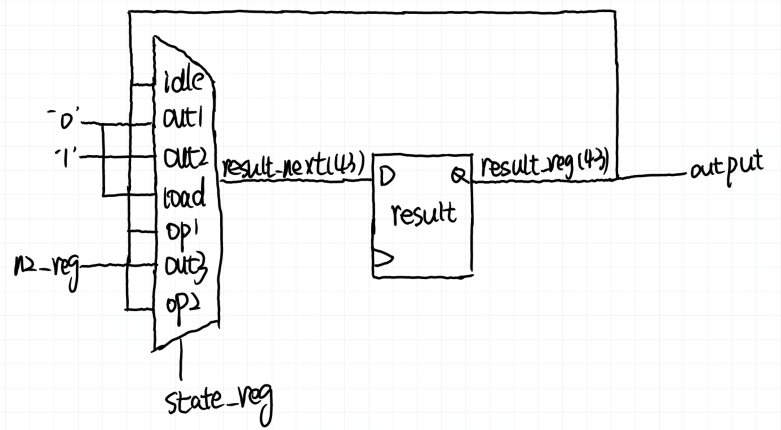 idle
'0' out1
'1' out2
result_next(43)
result_reg(43)
output
load
D
Q
result
op1
n2_reg out3
op2
state_reg